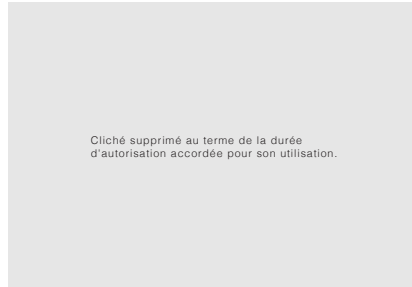 Cliché supprimé au terme de la durée
d'autorisation accordée pour son utilisation.